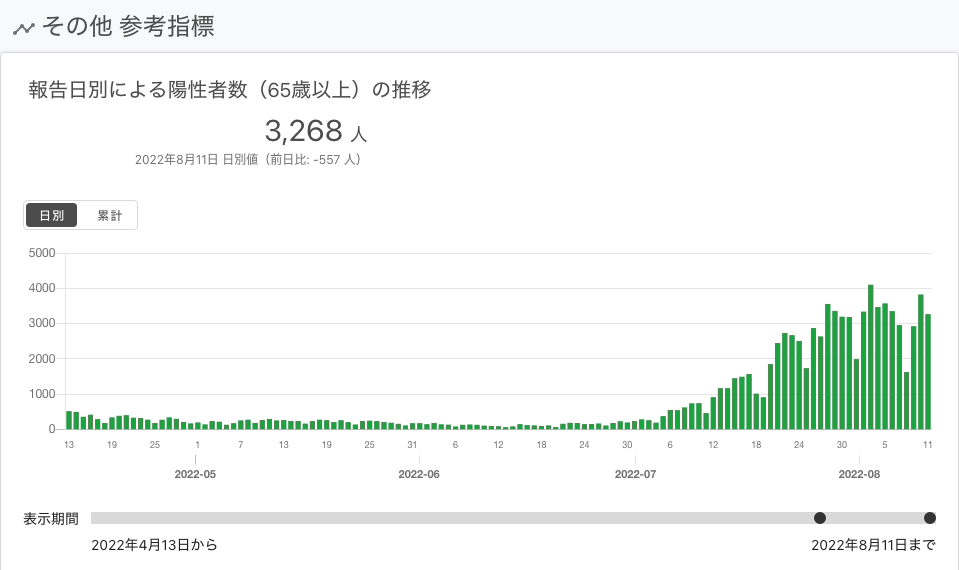 その他 参考指標
報告日別による陽性者数（65歳以上）の推移
3,268 人
2022年8月11日 日別値（前日比: -557 人）
日別 累計
5000
4000
3000
2000
1000
0
13 19 25 1 7 13 19 25 31 6 12 18 24 30 6 12 18 24 30 5 11
2022-05 2022-06 2022-07 2022-08
表示期間
2022年4月13日から 2022年8月11日まで